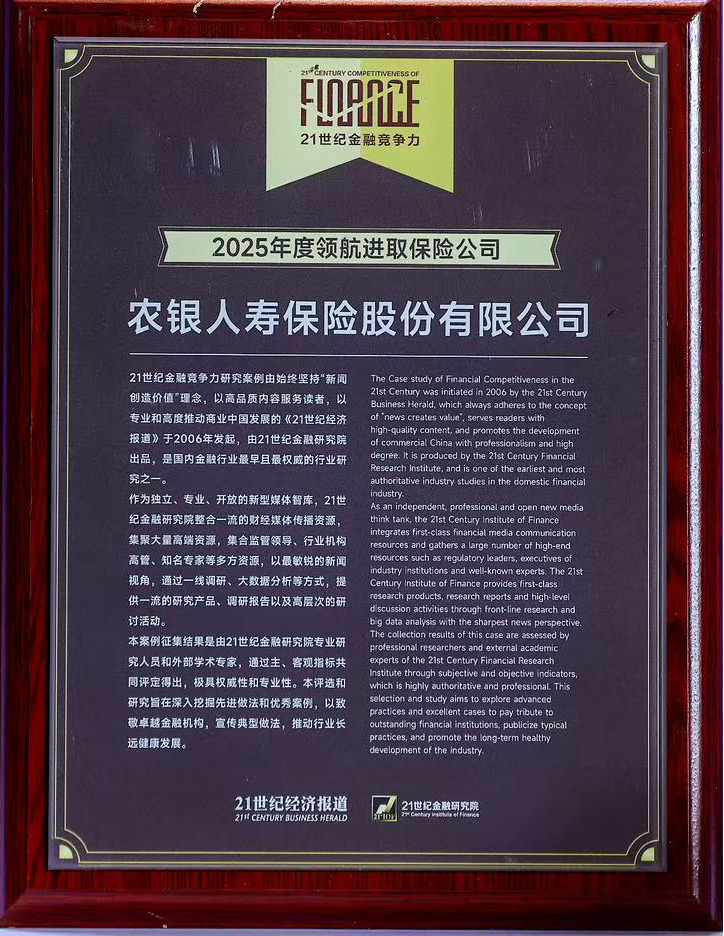 21st CENTURY COMPETITIVENESS OF
FINANCE
21世纪金融竞争力
2025年度领航进取保险公司
农银人寿保险股份有限公司
21世纪金融竞争力研究案例由始终坚持“新闻
创造价值”理念，以高品质内容服务读者，以
专业和高度推动商业中国发展的《21世纪经济
报道》于2006年发起，由21世纪金融研究院
出品，是国内金融行业最早且最权威的行业研
究之一。
作为独立、专业、开放的新型媒体智库，21世
纪金融研究院整合一流的财经媒体传播资源，
集聚大量高端资源，集合监管领导、行业机构
高管、知名专家等多方资源，以最敏锐的新闻
视角，通过一线调研、大数据分析等方式，提
供一流的研究产品、调研报告以及高层次的研
讨活动。
本案例征集结果是由21世纪金融研究院专业研
究人员和外部学术专家，通过主、客观指标共
同评定得出，极具权威性和专业性。本评选和
研究旨在深入挖掘先进做法和优秀案例，以致
敬卓越金融机构，宣传典型做法，推动行业长
远健康发展。
The Case study of Financial Competitiveness in the
21st Century was initiated in 2006 by the 21st Century
Business Herald, which always adheres to the concept
of "news creates value", serves readers with
high-quality content, and promotes the development
of commercial China with professionalism and high
degree. It is produced by the 21st Century Financial
Research Institute, and is one of the earliest and most
authoritative industry studies in the domestic financial
industry.
As an independent, professional and open new media
think tank, the 21st Century Institute of Finance
integrates first-class financial media communication
resources and gathers a large number of high-end
resources such as regulatory leaders, executives of
industry institutions and well-known experts. The 21st
Century Institute of Finance provides first-class
research products, research reports and high-level
discussion activities through front-line research and
big data analysis with the sharpest news perspective.
The collection results of this case are assessed by
professional researchers and external academic
experts of the 21st Century Financial Research
Institute through subjective and objective indicators,
which is highly authoritative and professional. This
selection and study aims to explore advanced
practices and excellent cases to pay tribute to
outstanding financial institutions, publicize typical
practices, and promote the long-term healthy
development of the industry.
21世纪经济报道
21st CENTURY BUSINESS HERALD
21世纪金融研究院
21st Century Institute of Finance